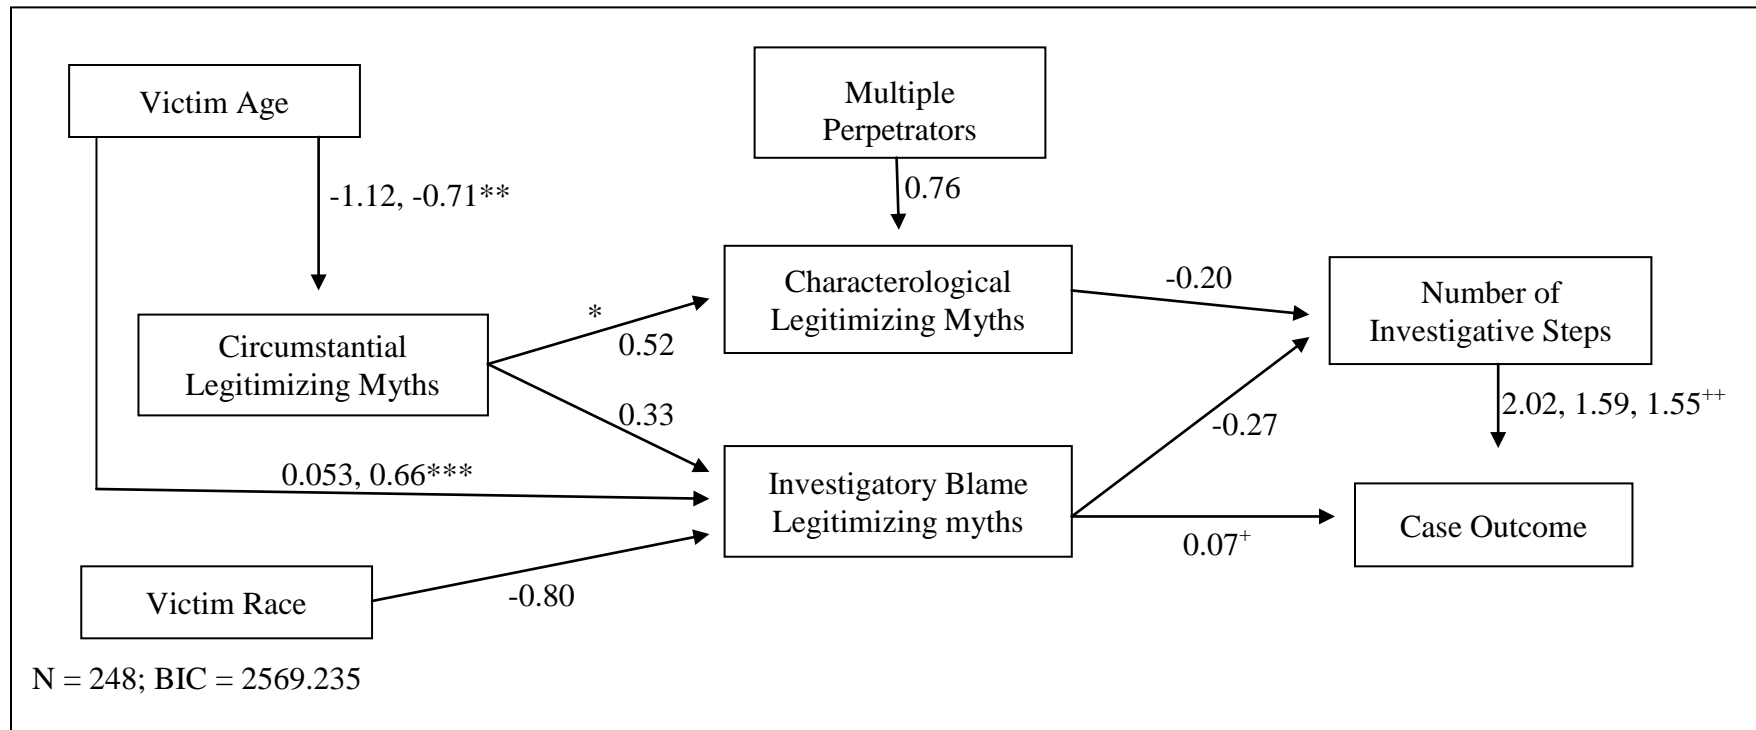 Victim Age
Multiple
Perpetrators
-1.12, -0.71**
0.76
Characterological
Legitimizing Myths
-0.20
Number of
Investigative Steps
*
0.52
Circumstantial
Legitimizing Myths
0.33
2.02, 1.59, 1.55++
-0.27
0.053, 0.66***
Investigatory Blame
Legitimizing myths
0.07+
Case Outcome
Victim Race
-0.80
N = 248; BIC = 2569.235